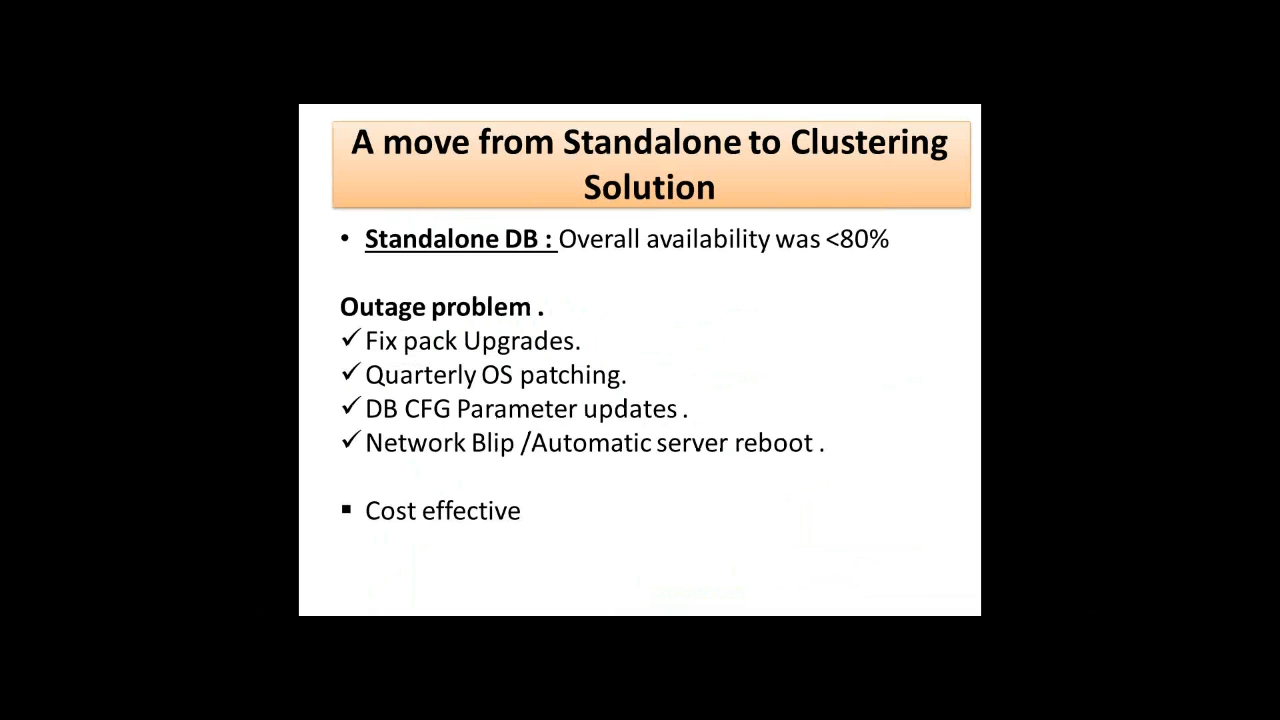 A move from Standalone to Clustering
Solution
• Standalone DB : Overall availability was <80%
Outage problem .
✓ Fix pack Upgrades.
✓ Quarterly OS patching.
✓ DB CFG Parameter updates .
✓ Network Blip /Automatic server reboot .
▪ Cost effective